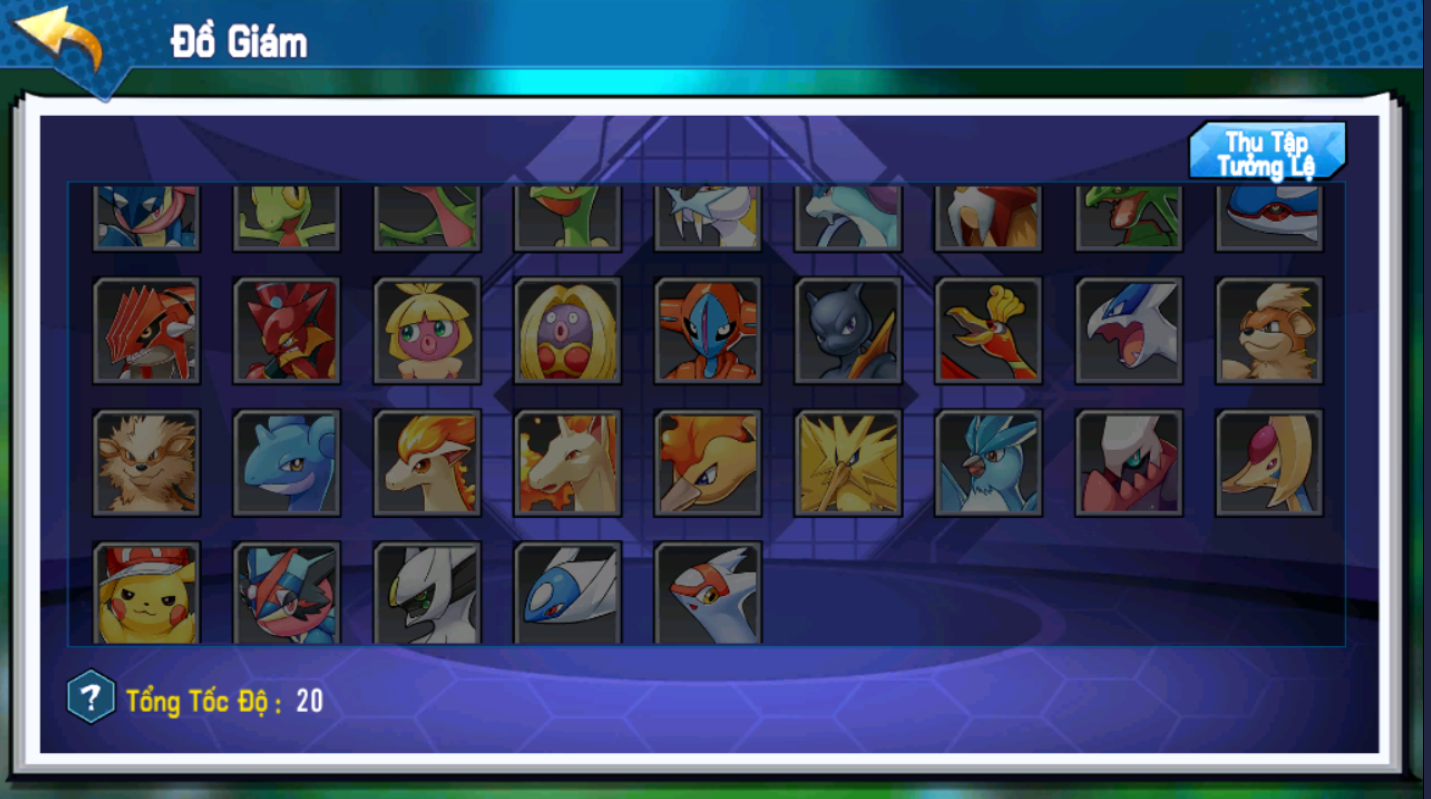 Đồ Giám
Thu Tập
Tưởng Lệ
? Tổng Tốc Độ : 20